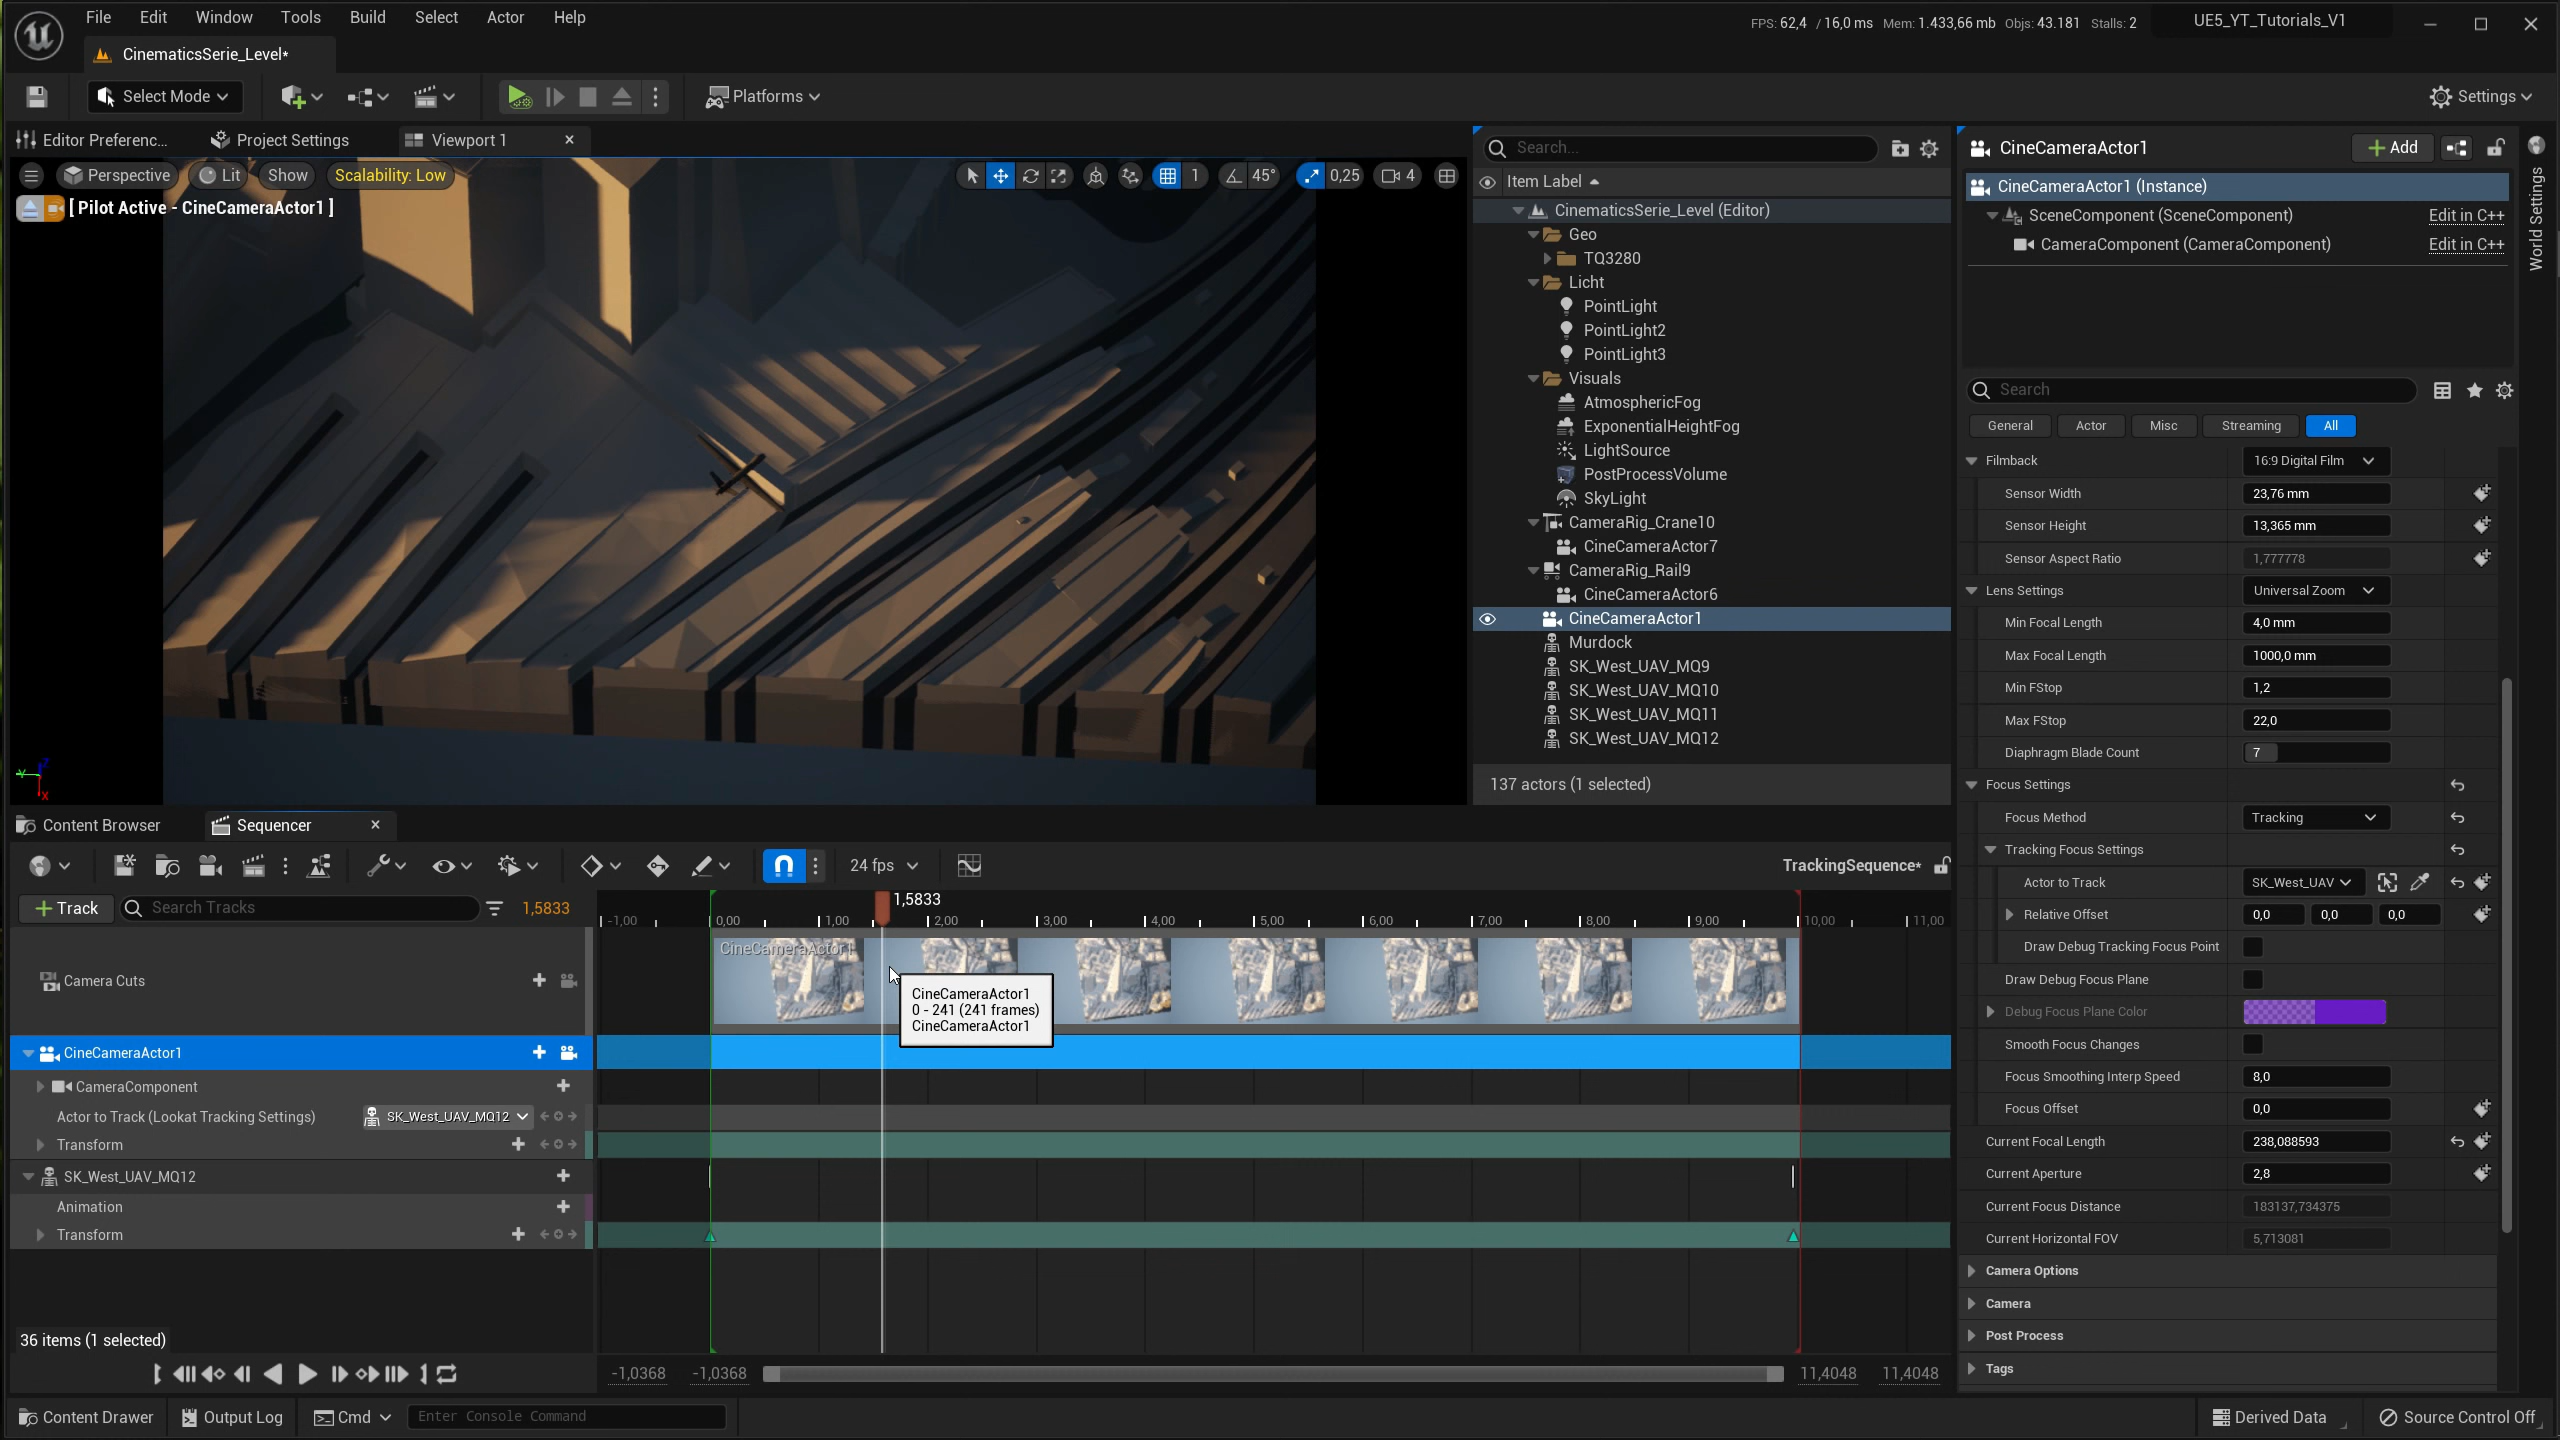 File Edit Window Tools Build Select Actor Help
FPS: 62,4 / 16,0 ms Mem: 1.433,66 mb Objs: 43.181 Stalls: 2
UE5_YT_Tutorials_V1
CinematicsSerie_Level*
Select Mode
Platforms
Settings
Editor Preferenc...
Project Settings
Viewport 1
Perspective Lit Show Scalability: Low
1 45° 0,25 4
[ Pilot Active - CineCameraActor1 ]
Search...
Item Label
CinematicsSerie_Level (Editor)
Geo
TQ3280
Licht
PointLight
PointLight2
PointLight3
Visuals
AtmosphericFog
ExponentialHeightFog
LightSource
PostProcessVolume
SkyLight
CameraRig_Crane10
CineCameraActor7
CameraRig_Rail9
CineCameraActor6
CineCameraActor1
Murdock
SK_West_UAV_MQ9
SK_West_UAV_MQ10
SK_West_UAV_MQ11
SK_West_UAV_MQ12
137 actors (1 selected)
CineCameraActor1
Add
CineCameraActor1 (Instance)
SceneComponent (SceneComponent) Edit in C++
CameraComponent (CameraComponent) Edit in C++
World Settings
Search
General Actor Misc Streaming All
Filmback 16:9 Digital Film
Sensor Width 23,76 mm
Sensor Height 13,365 mm
Sensor Aspect Ratio 1,777778
Lens Settings Universal Zoom
Min Focal Length 4,0 mm
Max Focal Length 1000,0 mm
Min FStop 1,2
Max FStop 22,0
Diaphragm Blade Count 7
Focus Settings
Focus Method Tracking
Tracking Focus Settings
Actor to Track SK_West_UAV
Relative Offset 0,0 0,0 0,0
Draw Debug Tracking Focus Point
Draw Debug Focus Plane
Debug Focus Plane Color
Smooth Focus Changes
Focus Smoothing Interp Speed 8,0
Focus Offset 0,0
Current Focal Length 238,088593
Current Aperture 2,8
Current Focus Distance 183137,734375
Current Horizontal FOV 5,713081
Camera Options
Camera
Post Process
Tags
Content Browser
Sequencer
24 fps
TrackingSequence*
Track
Search Tracks
1,5833
1,5833
-1,00 0,00 1,00 2,00 3,00 4,00 5,00 6,00 7,00 8,00 9,00 10,00 11,00
Camera Cuts
CineCameraActor1
CineCameraActor1
0 - 241 (241 frames)
CineCameraActor1
CineCameraActor1
CameraComponent
Actor to Track (Lookat Tracking Settings) SK_West_UAV_MQ12
Transform
SK_West_UAV_MQ12
Animation
Transform
36 items (1 selected)
-1,0368 -1,0368 11,4048 11,4048
Content Drawer
Output Log
Cmd
Enter Console Command
Derived Data
Source Control Off